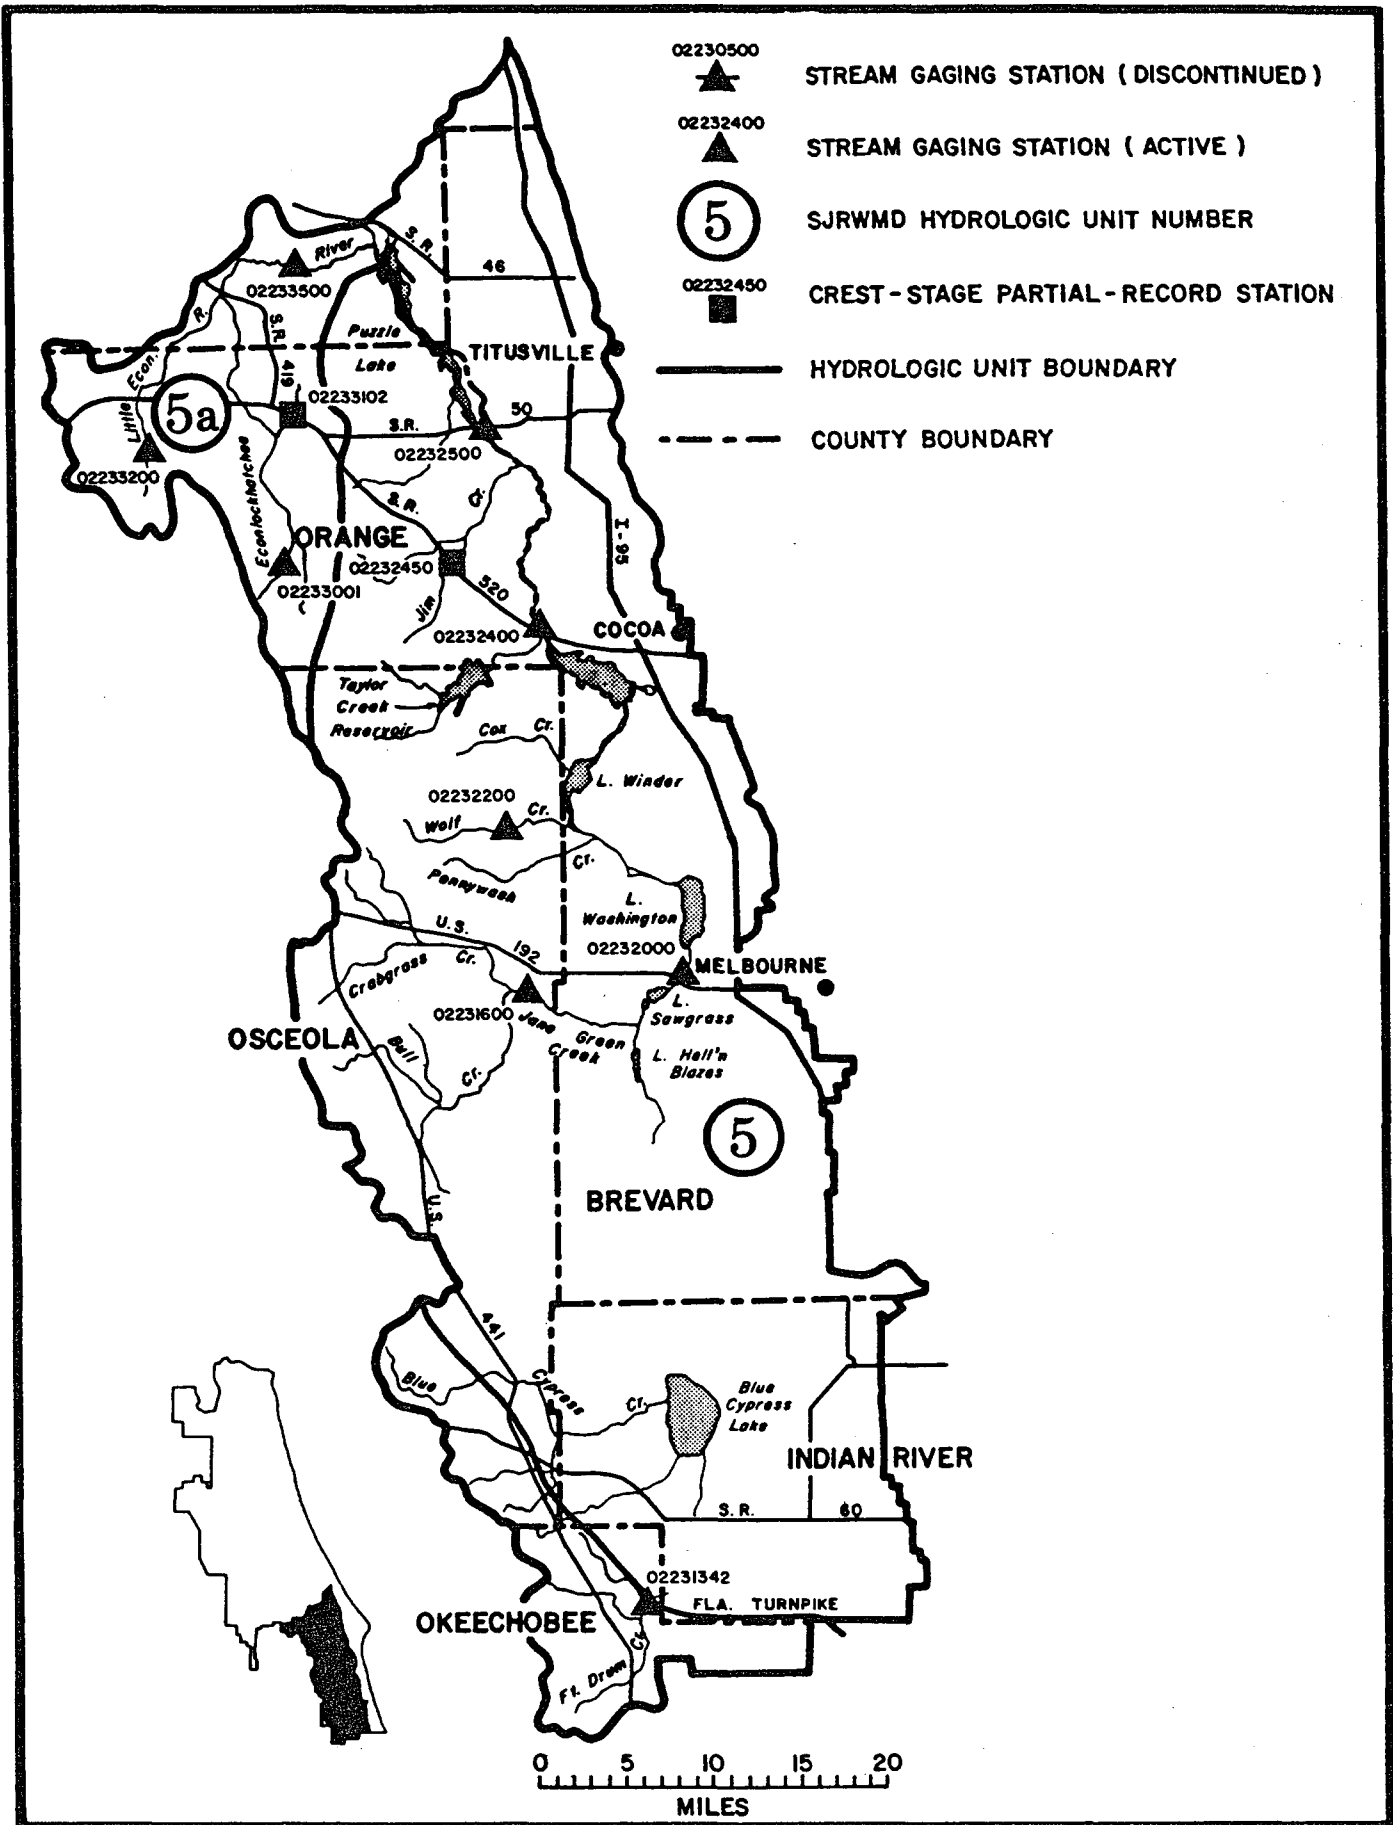 02230500
STREAM GAGING STATION ( DISCONTINUED )
02232400
STREAM GAGING STATION ( ACTIVE )
5
SJRWMD HYDROLOGIC UNIT NUMBER
02232450
CREST-STAGE PARTIAL-RECORD STATION
HYDROLOGIC UNIT BOUNDARY
COUNTY BOUNDARY
River
S. R.
46
02233500
R.
S.R.
419
Puzzle
Lake
TITUSVILLE
Econ.
Little
5a
02233102
50
S.R.
02232500
02233200
Econlockhatchee
S. R.
Cr.
I-95
ORANGE
02232450
02233001
520
Jim
02232400
COCOA
Taylor
Creek
Reservoir
Cox
Cr.
L. Winder
02232200
Wolf
Cr.
Cr.
Pennywash
L.
Washington
U.S.
192
02232000
MELBOURNE
Crabgrass
Cr.
02231600
Jane
Green
Creek
L.
Sawgrass
OSCEOLA
Bull
Cr.
L. Hell'n
Blazes
5
BREVARD
U.S.
441
Blue
Cypress
Cr.
Blue
Cypress
Lake
INDIAN RIVER
S. R.
60
02231342
FLA. TURNPIKE
OKEECHOBEE
Cr.
Ft. Drum
0 5 10 15 20
MILES